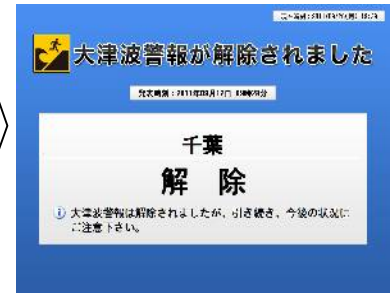 大津波警報が解除されました
千葉
解 除
大津波警報は解除されましたが、引き続き、今後の状況に
ご注意下さい。